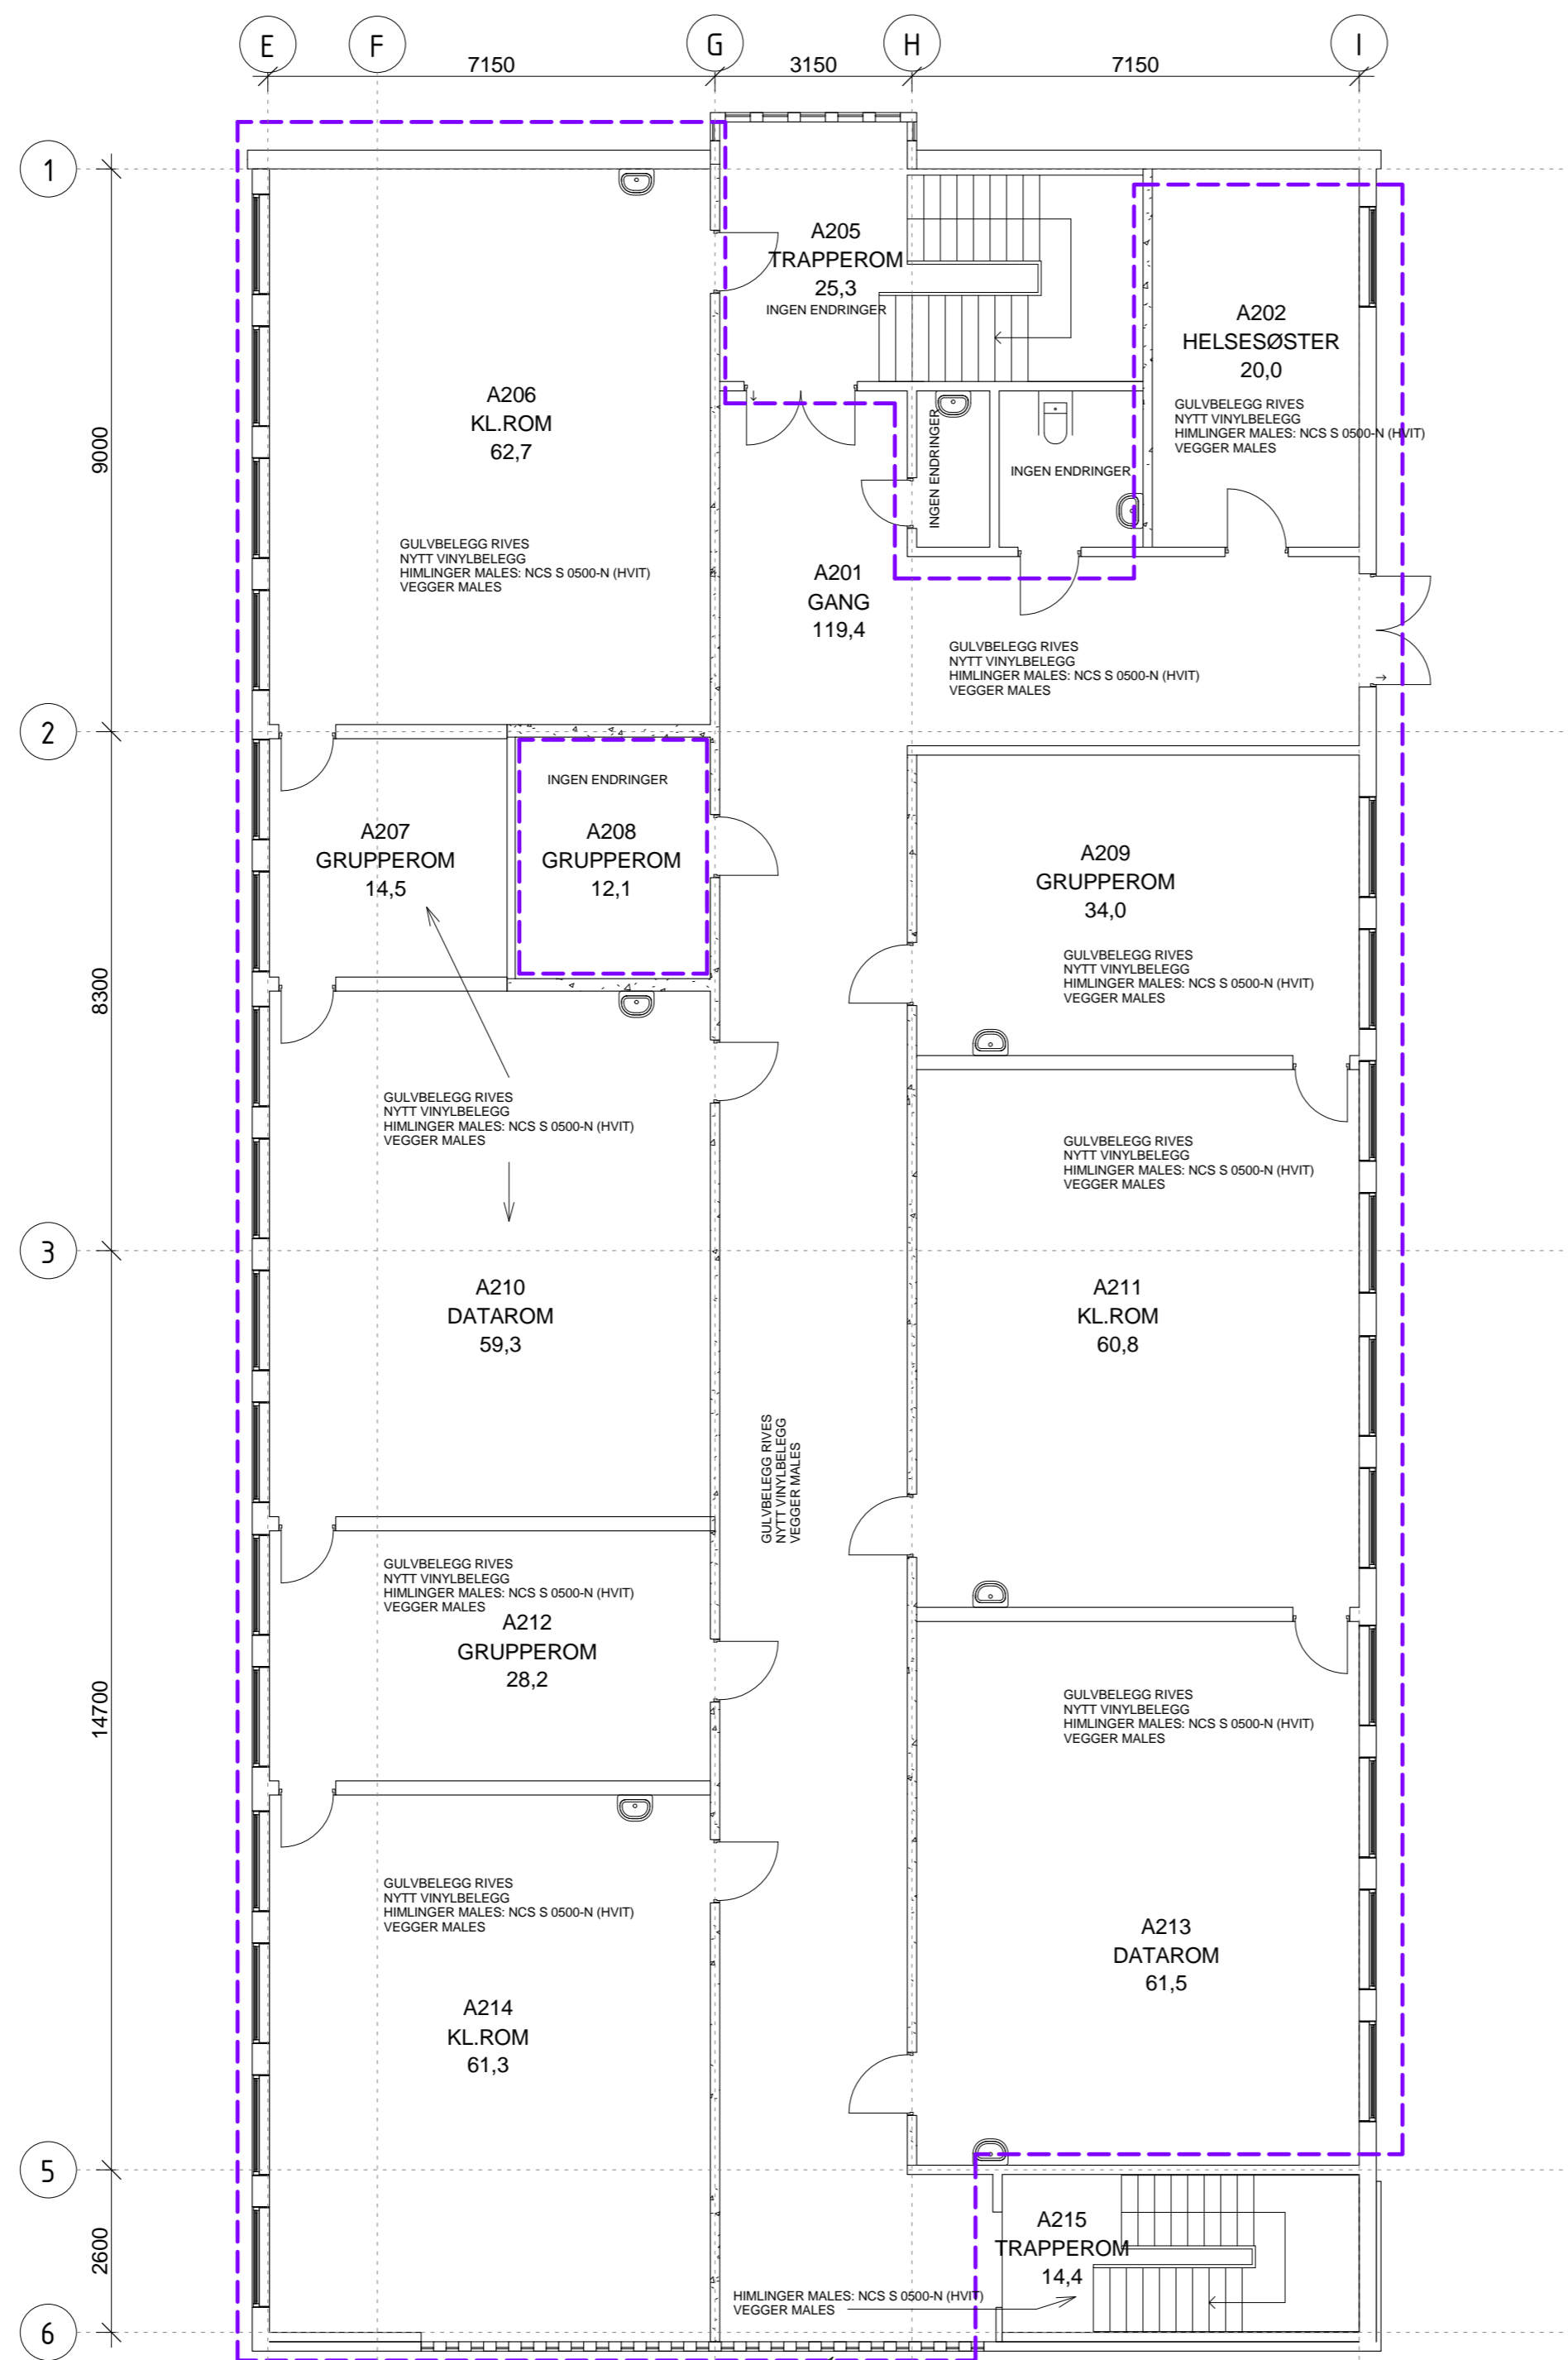 E
F
G
H
I
7150
3150
7150
1
A205
TRAPPEROM
25,3
INGEN ENDRINGER
A202
HELSESØSTER
20,0
GULVBELEGG RIVES
NYTT VINYLBELEGG
HIMLINGER MALES: NCS S 0500-N (HVIT)
VEGGER MALES
A206
KL.ROM
62,7
9000
INGEN ENDRINGER
INGEN ENDRINGER
GULVBELEGG RIVES
NYTT VINYLBELEGG
HIMLINGER MALES: NCS S 0500-N (HVIT)
VEGGER MALES
A201
GANG
119,4
GULVBELEGG RIVES
NYTT VINYLBELEGG
HIMLINGER MALES: NCS S 0500-N (HVIT)
VEGGER MALES
2
INGEN ENDRINGER
A207
GRUPPEROM
14,5
A208
GRUPPEROM
12,1
A209
GRUPPEROM
34,0
8300
GULVBELEGG RIVES
NYTT VINYLBELEGG
HIMLINGER MALES: NCS S 0500-N (HVIT)
VEGGER MALES
GULVBELEGG RIVES
NYTT VINYLBELEGG
HIMLINGER MALES: NCS S 0500-N (HVIT)
VEGGER MALES
GULVBELEGG RIVES
NYTT VINYLBELEGG
HIMLINGER MALES: NCS S 0500-N (HVIT)
VEGGER MALES
3
A210
DATAROM
59,3
A211
KL.ROM
60,8
GULVBELEGG RIVES
NYTT VINYLBELEGG
VEGGER MALES
GULVBELEGG RIVES
NYTT VINYLBELEGG
HIMLINGER MALES: NCS S 0500-N (HVIT)
VEGGER MALES
A212
GRUPPEROM
28,2
14700
GULVBELEGG RIVES
NYTT VINYLBELEGG
HIMLINGER MALES: NCS S 0500-N (HVIT)
VEGGER MALES
GULVBELEGG RIVES
NYTT VINYLBELEGG
HIMLINGER MALES: NCS S 0500-N (HVIT)
VEGGER MALES
A213
DATAROM
61,5
A214
KL.ROM
61,3
5
2600
A215
TRAPPEROM
14,4
HIMLINGER MALES: NCS S 0500-N (HVIT)
VEGGER MALES
6